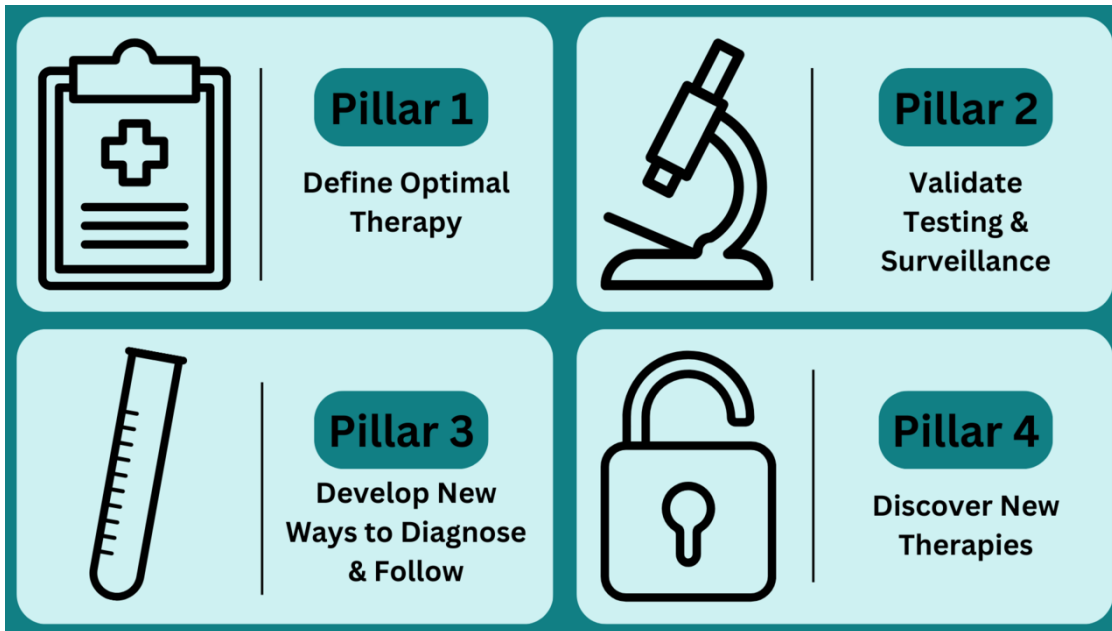 Pillar 1
Define Optimal
Therapy
Pillar 2
Validate
Testing &
Surveillance
Pillar 3
Develop New
Ways to Diagnose
& Follow
Pillar 4
Discover New
Therapies